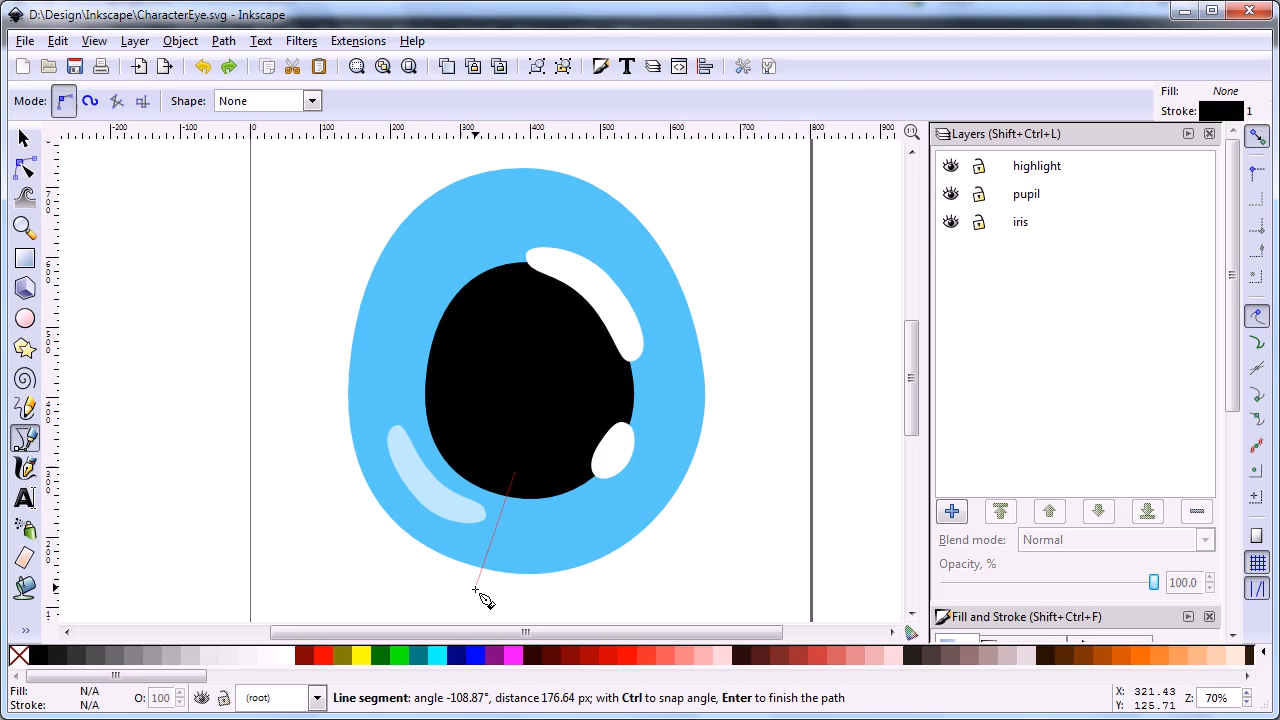 D:\Design\Inkscape\CharacterEye.svg - Inkscape
File Edit View Layer Object Path Text Filters Extensions Help
Mode: Shape: None
Fill: None
Stroke: 1
-200 -100 0 100 200 300 400 500 600 700 800 900
Layers (Shift+Ctrl+L)
highlight
pupil
iris
Blend mode: Normal
Opacity, %
100.0
Fill and Stroke (Shift+Ctrl+F)
Fill: N/A
Stroke: N/A
O: 100
(root)
Line segment: angle -108.87°, distance 176.64 px; with Ctrl to snap angle, Enter to finish the path
X: 321.43
Y: 125.71
Z: 70%